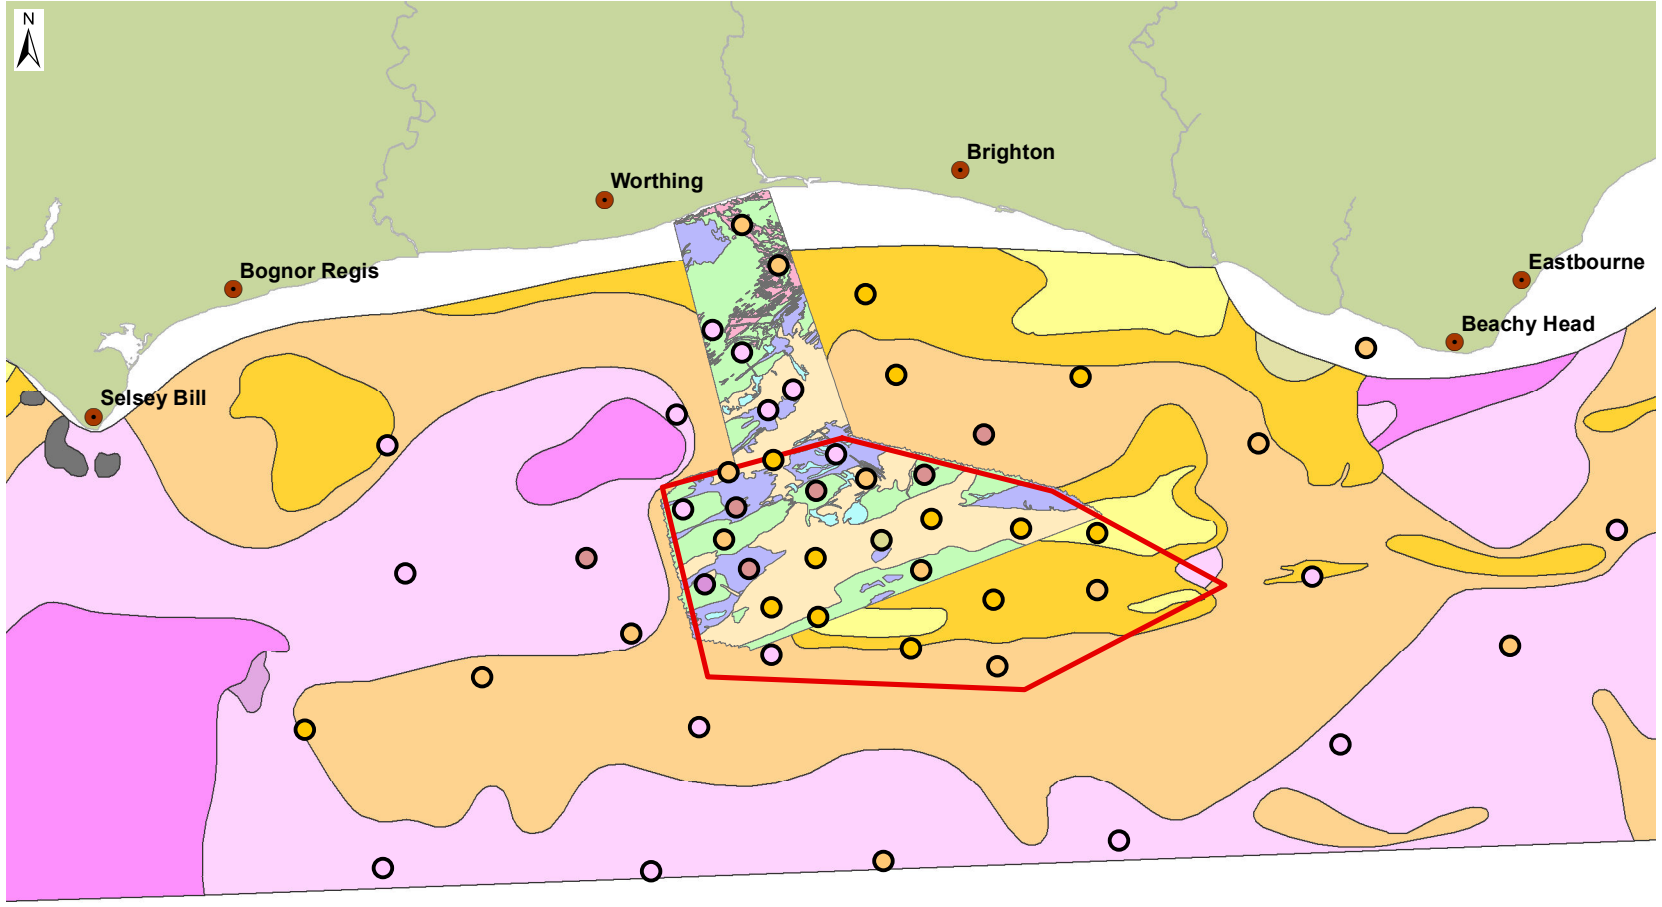 N
Brighton
Worthing
Bognor Regis
Eastbourne
Beachy Head
Selsey Bill